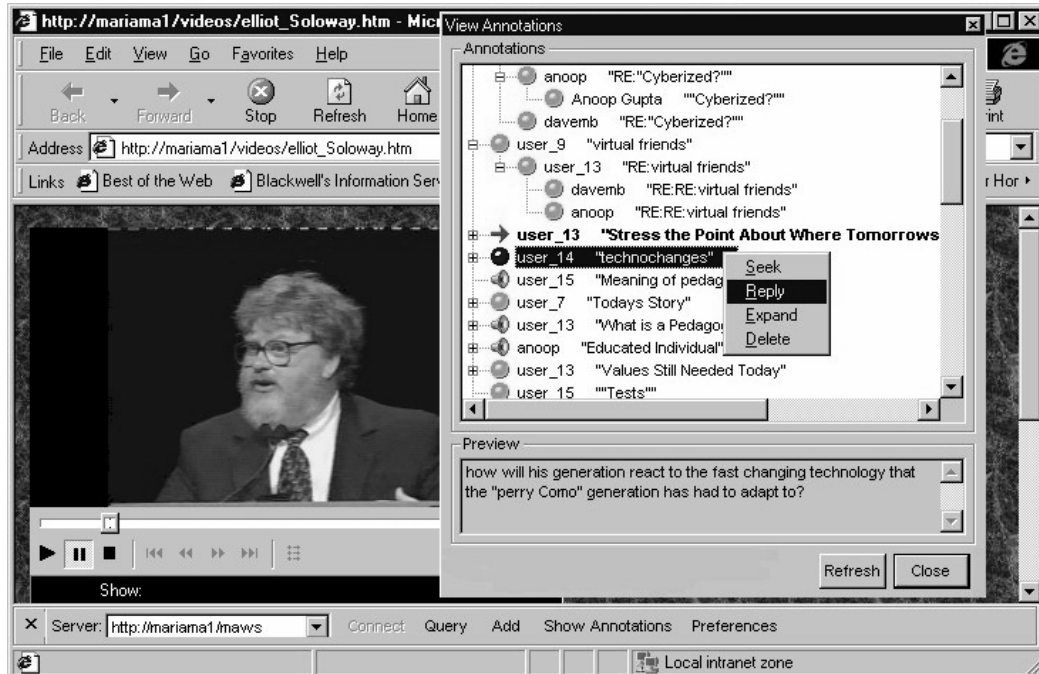 http://mariama1/videos/elliot_Soloway.htm - Micr
File Edit View Go Favorites Help
Back Forward Stop Refresh Home
Address http://mariama1/videos/elliot_Soloway.htm
Links Best of the Web Blackwell's Information Ser
View Annotations
Annotations
anoop "RE:"Cyberized?""
Anoop Gupta ""Cyberized?""
davemb "RE:"Cyberized?""
user_9 "virtual friends"
user_13 "RE:virtual friends"
davemb "RE:RE:virtual friends"
anoop "RE:RE:virtual friends"
user_13 "Stress the Point About Where Tomorrows
user_14 "technochanges"
user_15 "Meaning of pedag
user_7 "Todays Story"
user_13 "What is a Pedago
anoop "Educated Individual"
user_13 "Values Still Needed Today"
user_15 ""Tests""
Seek
Reply
Expand
Delete
Preview
how will his generation react to the fast changing technology that
the "perry Como" generation has had to adapt to?
Refresh Close
int
r Hor
Show:
Server: http://mariama1/maws Connect Query Add Show Annotations Preferences
Local intranet zone